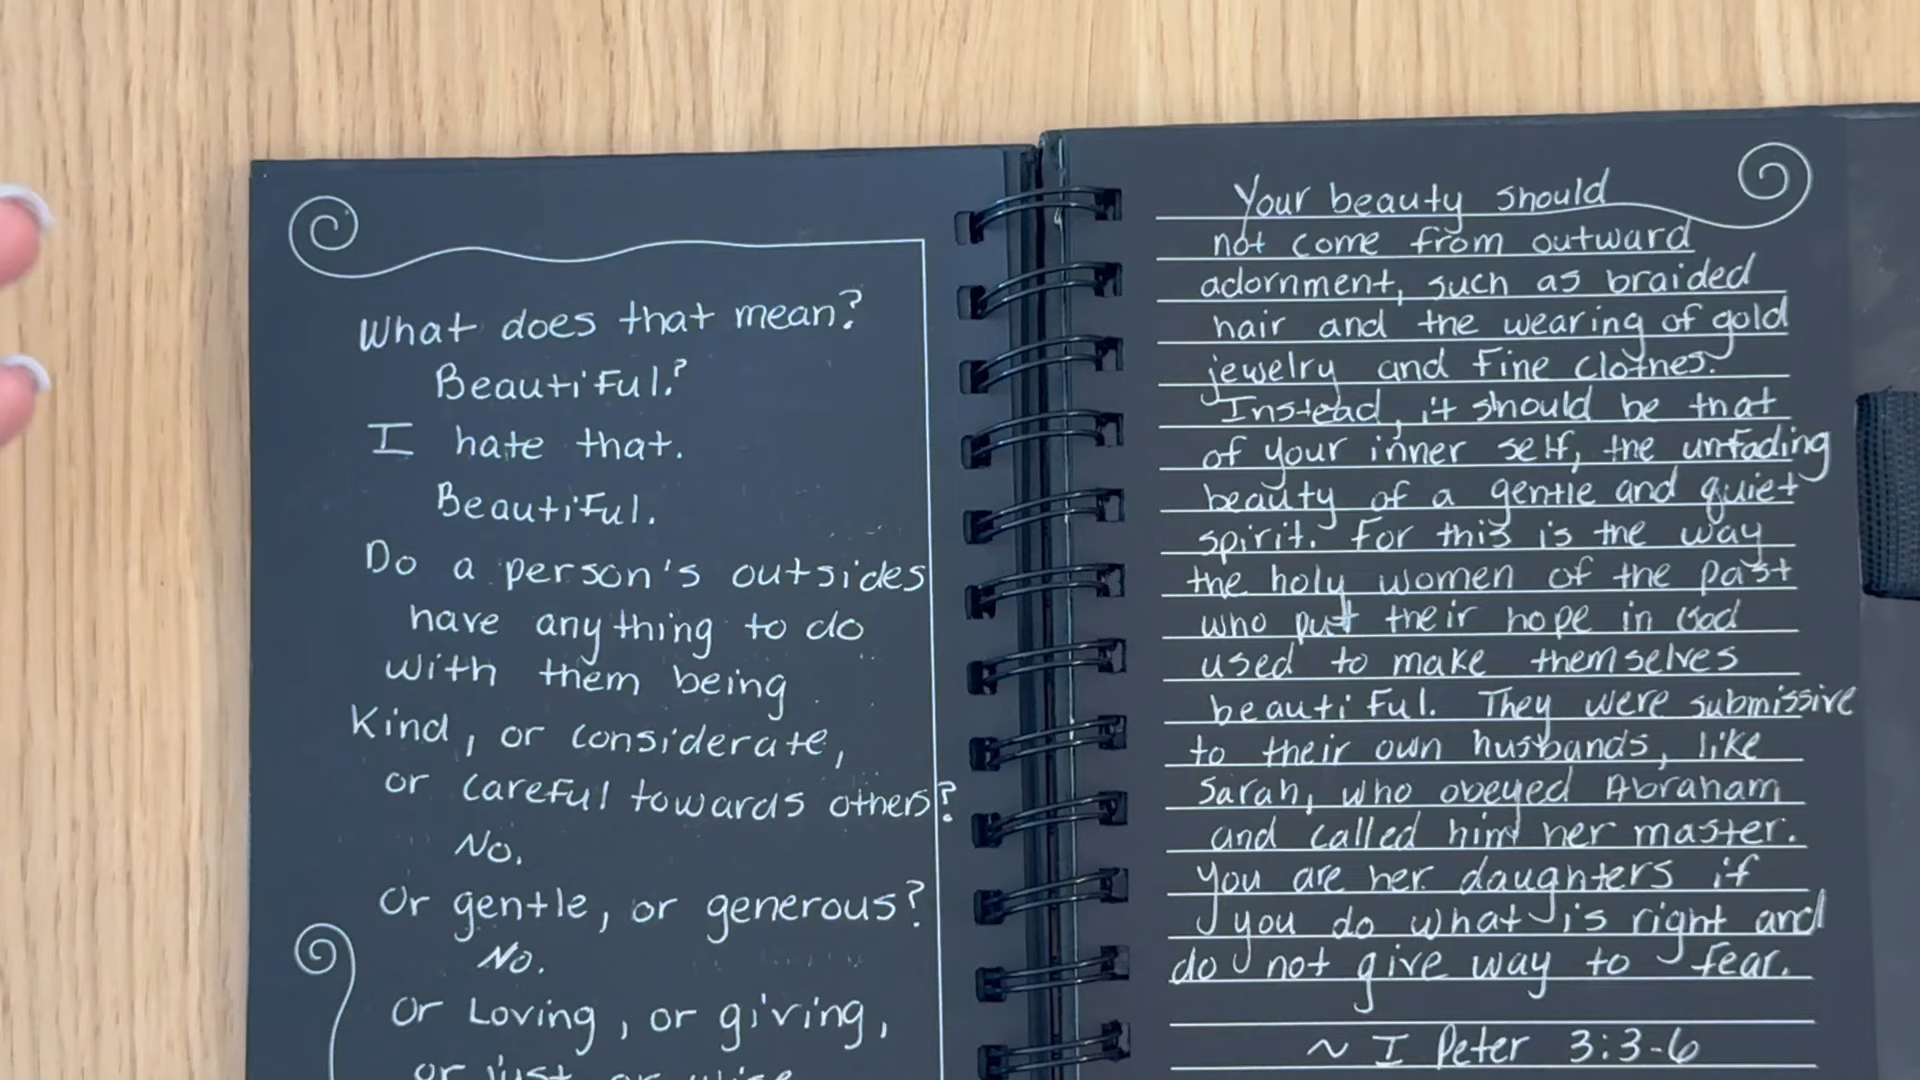 What does that mean?
Beautiful?
I hate that.
Beautiful.
Do a person's outsides
have anything to do
with them being
Kind, or considerate,
or careful towards others?
No.
Or gentle, or generous?
No.
Or Loving, or giving,
or just, or wise
Your beauty should
not come from outward
adornment, such as braided
hair and the wearing of gold
jewelry and fine clothes.
Instead, it should be that
of your inner self, the unfading
beauty of a gentle and quiet
spirit. For this is the way
the holy women of the past
who put their hope in God
used to make themselves
beautiful. They were submissive
to their own husbands, like
Sarah, who obeyed Abraham
and called him her master.
You are her daughters if
you do what is right and
do not give way to fear.
~ I Peter 3:3-6